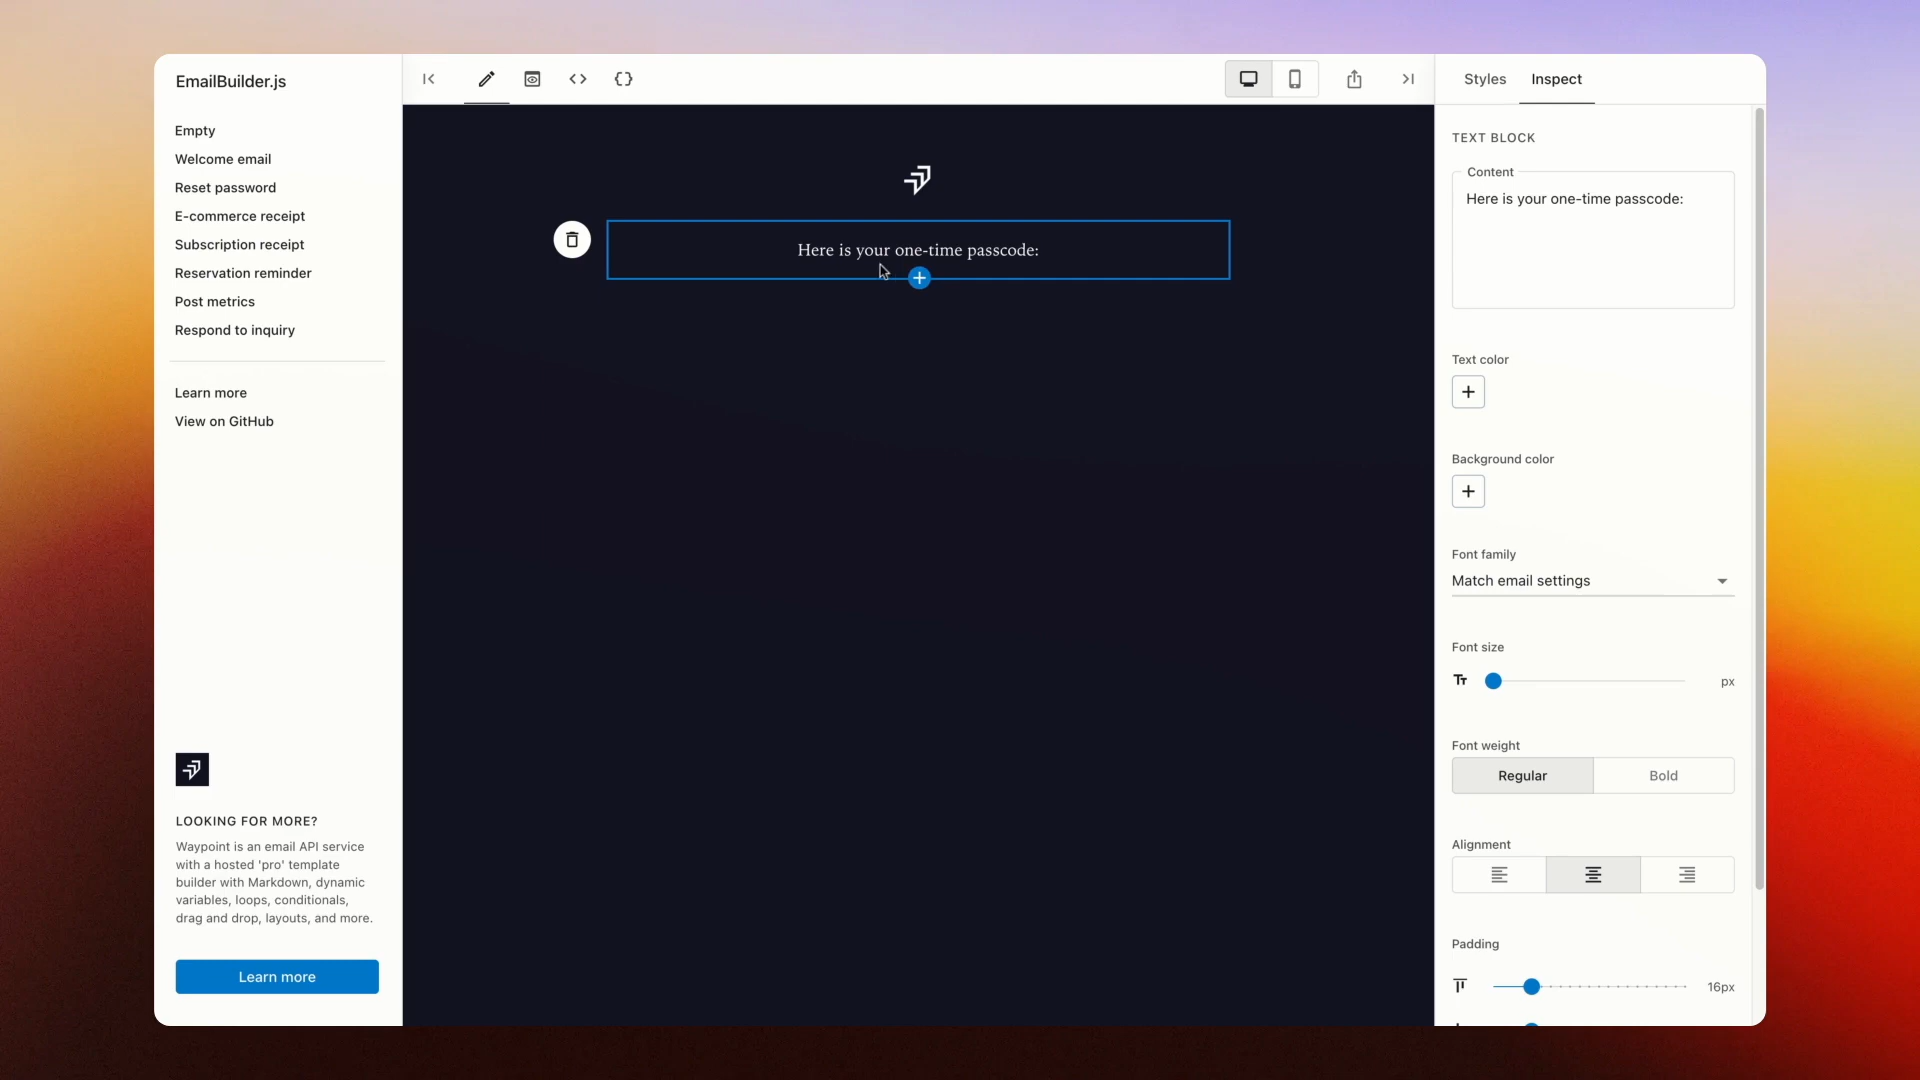 EmailBuilder.js
Empty
Welcome email
Reset password
E-commerce receipt
Subscription receipt
Reservation reminder
Post metrics
Respond to inquiry
Learn more
View on GitHub
LOOKING FOR MORE?
Waypoint is an email API service
with a hosted 'pro' template
builder with Markdown, dynamic
variables, loops, conditionals,
drag and drop, layouts, and more.
Learn more
Here is your one-time passcode:
Styles Inspect
TEXT BLOCK
Content
Here is your one-time passcode:
Text color
Background color
Font family
Match email settings
Font size
px
Font weight
Regular Bold
Alignment
Padding
16px